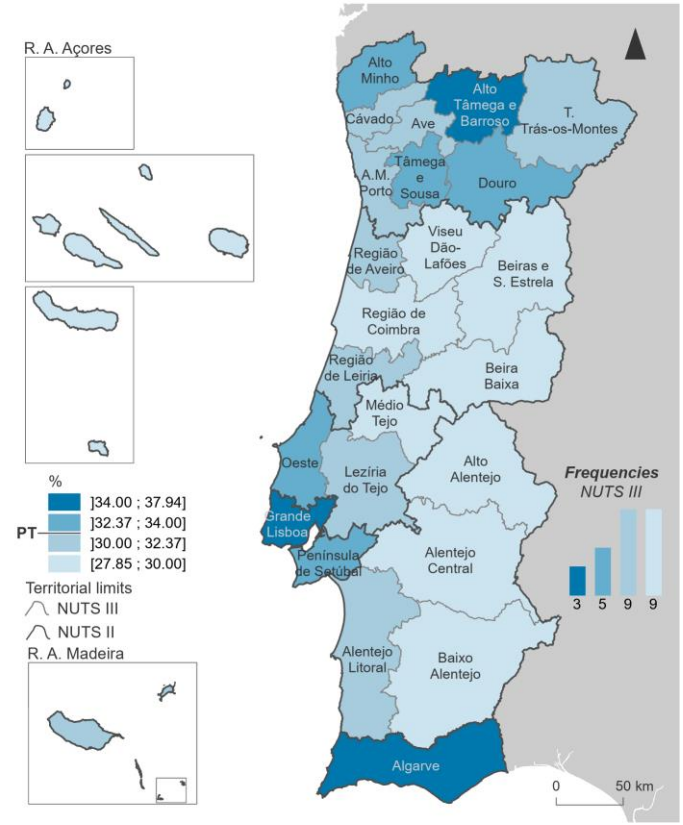 R. A. Açores
Alto
Minho
Alto
Tâmega e
Barroso
T.
Trás-os-Montes
Cávado
Ave
Tâmega
e
Sousa
A.M.
Porto
Douro
Viseu
Dão-
Lafões
Região
de Aveiro
Beiras e
S. Estrela
Região de
Coimbra
Região
de Leiria
Beira
Baixa
Médio
Tejo
Oeste
Lezíria
do Tejo
Alto
Alentejo
Grande
Lisboa
Península
de Setúbal
Alentejo
Central
Alentejo
Litoral
Baixo
Alentejo
Algarve
%
]34.00 ; 37.94]
]32.37 ; 34.00]
PT
]30.00 ; 32.37]
[27.85 ; 30.00]
Territorial limits
NUTS III
NUTS II
R. A. Madeira
Frequencies
NUTS III
3 5 9 9
0 50 km